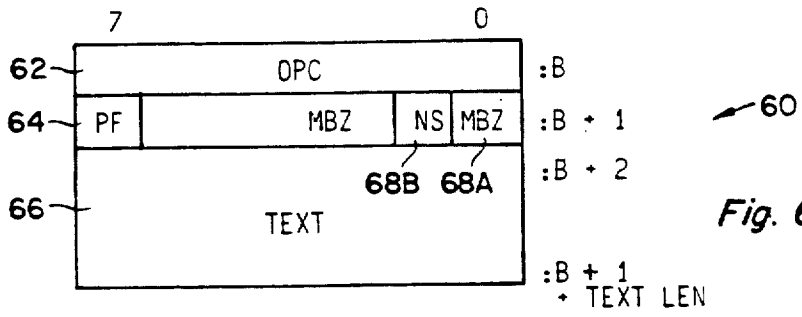 7 0
62 OPC :B
64 PF MBZ NS MBZ :B + 1 60
68B 68A :B + 2
66 TEXT
Fig. 6
:B + 1
+ TEXT LEN